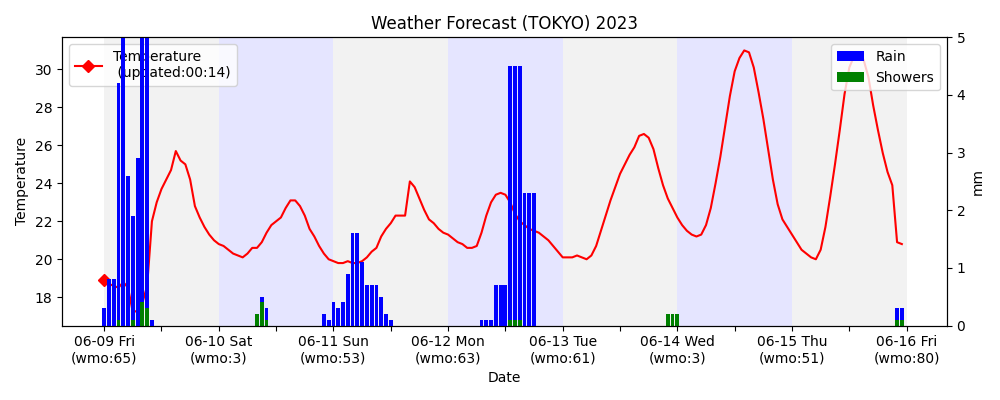 Weather Forecast (TOKYO) 2023
Temperature
(updated:00:14)
Rain
Showers
Temperature
30
28
26
24
22
20
18
5
4
3
2
1
0
mm
06-09 Fri
(wmo:65)
06-10 Sat
(wmo:3)
06-11 Sun
(wmo:53)
06-12 Mon
(wmo:63)
06-13 Tue
(wmo:61)
06-14 Wed
(wmo:3)
06-15 Thu
(wmo:51)
06-16 Fri
(wmo:80)
Date